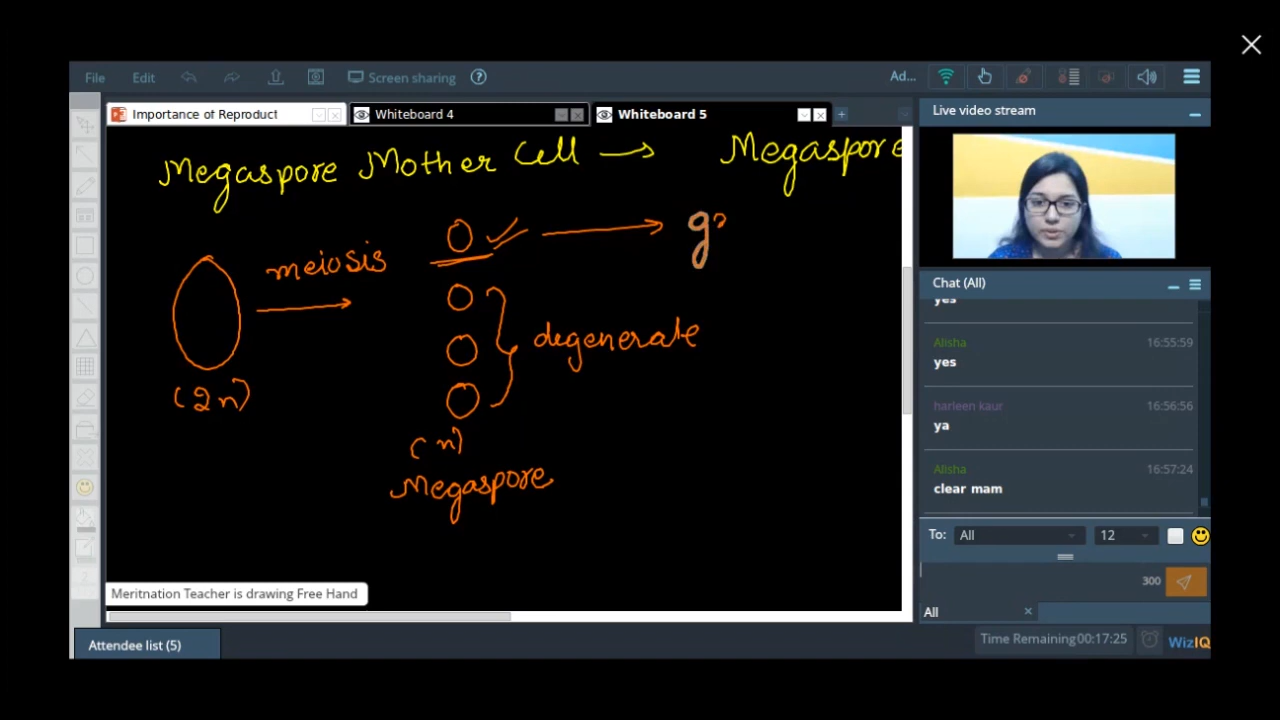 File Edit Screen sharing ? Ad...
Importance of Reproduct Whiteboard 4 Whiteboard 5 +
Live video stream
Megaspore Mother Cell → Megaspore
meiosis
g
degenerate
(2n)
(n)
Megaspore
Meritnation Teacher is drawing Free Hand
Chat (All)
yes
Alisha 16:55:59
yes
harleen kaur 16:56:56
ya
Alisha 16:57:24
clear mam
To: All 12
300
All
Attendee list (5)
Time Remaining00:17:25
WizIQ